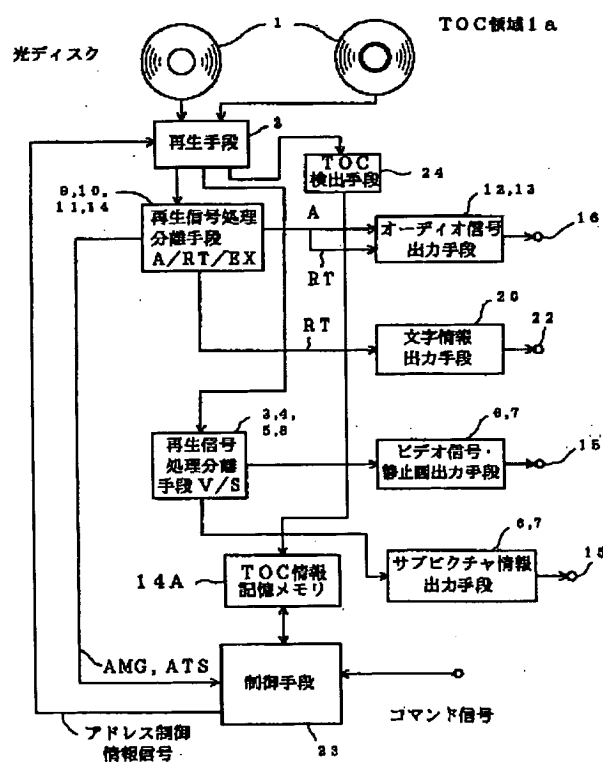 1
TOC領域1a
光ディスク
再生手段
2
TOC
検出手段
24
9,10,
11,14
再生信号処理
分離手段
A/RT/EX
A
RT
12,13
オーディオ信号
出力手段
16
RT
20
文字情報
出力手段
22
3,4,
5,8
再生信号
処理分離
手段V/S
6,7
ビデオ信号・
静止画出力手段
15
6,7
サブピクチャ情報
出力手段
15
14A
TOC情報
記憶メモリ
AMG, ATS
制御手段
コマンド信号
アドレス制御
情報信号
23